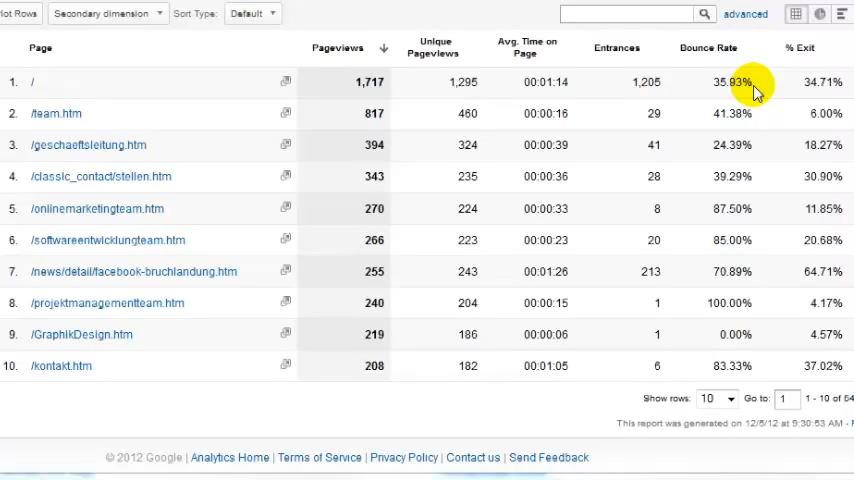 lot Rows Secondary dimension Sort Type: Default advanced
Page Pageviews Unique Pageviews Avg. Time on Page Entrances Bounce Rate % Exit
1. / 1,717 1,295 00:01:14 1,205 35.93% 34.71%
2. /team.htm 817 460 00:00:16 29 41.38% 6.00%
3. /geschaeftsleitung.htm 394 324 00:00:39 41 24.39% 18.27%
4. /classic_contact/stellen.htm 343 235 00:00:36 28 39.29% 30.90%
5. /onlinemarketingteam.htm 270 224 00:00:33 8 87.50% 11.85%
6. /softwareentwicklungteam.htm 266 223 00:00:23 20 85.00% 20.68%
7. /news/detail/facebook-bruchlandung.htm 255 243 00:01:26 213 70.89% 64.71%
8. /projektmanagementteam.htm 240 204 00:00:15 1 100.00% 4.17%
9. /GraphikDesign.htm 219 186 00:00:06 1 0.00% 4.57%
10. /kontakt.htm 208 182 00:01:05 6 83.33% 37.02%
Show rows: 10 Go to: 1 1 - 10 of 54
This report was generated on 12/5/12 at 9:30:53 AM -
© 2012 Google | Analytics Home | Terms of Service | Privacy Policy | Contact us | Send Feedback